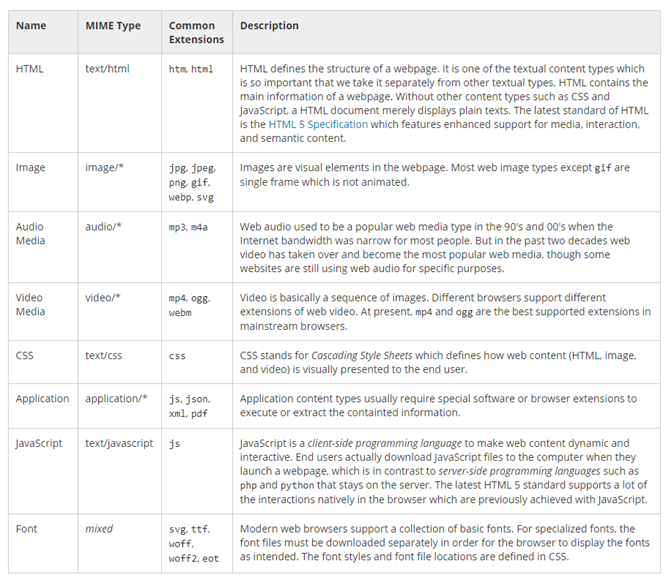 Name MIME Type Common Extensions Description
HTML text/html htm, html HTML defines the structure of a webpage. It is one of the textual content types which
is so important that we take it separately from other textual types. HTML contains the
main information of a webpage. Without other content types such as CSS and
JavaScript, a HTML document merely displays plain texts. The latest standard of HTML
is the HTML 5 Specification which features enhanced support for media, interaction,
and semantic content.
Image image/* jpg, jpeg, png, gif, webp, svg Images are visual elements in the webpage. Most web image types except gif are
single frame which is not animated.
Audio Media audio/* mp3, m4a Web audio used to be a popular web media type in the 90's and 00's when the
Internet bandwidth was narrow for most people. But in the past two decades web
video has taken over and become the most popular web media, though some
websites are still using web audio for specific purposes.
Video Media video/* mp4, ogg, webm Video is basically a sequence of images. Different browsers support different
extensions of web video. At present, mp4 and ogg are the best supported extensions in
mainstream browsers.
CSS text/css css CSS stands for Cascading Style Sheets which defines how web content (HTML, image,
and video) is visually presented to the end user.
Application application/* js, json, xml, pdf Application content types usually require special software or browser extensions to
execute or extract the containted information.
JavaScript text/javascript js JavaScript is a client-side programming language to make web content dynamic and
interactive. End users actually download JavaScript files to the computer when they
launch a webpage, which is in contrast to server-side programming languages such as
php and python that stays on the server. The latest HTML 5 standard supports a lot of
the interactions natively in the browser which are previously achieved with JavaScript.
Font mixed svg, ttf, woff, woff2, eot Modern web browsers support a collection of basic fonts. For specialized fonts, the
font files must be downloaded separately in order for the browser to display the fonts
as intended. The font styles and font file locations are defined in CSS.